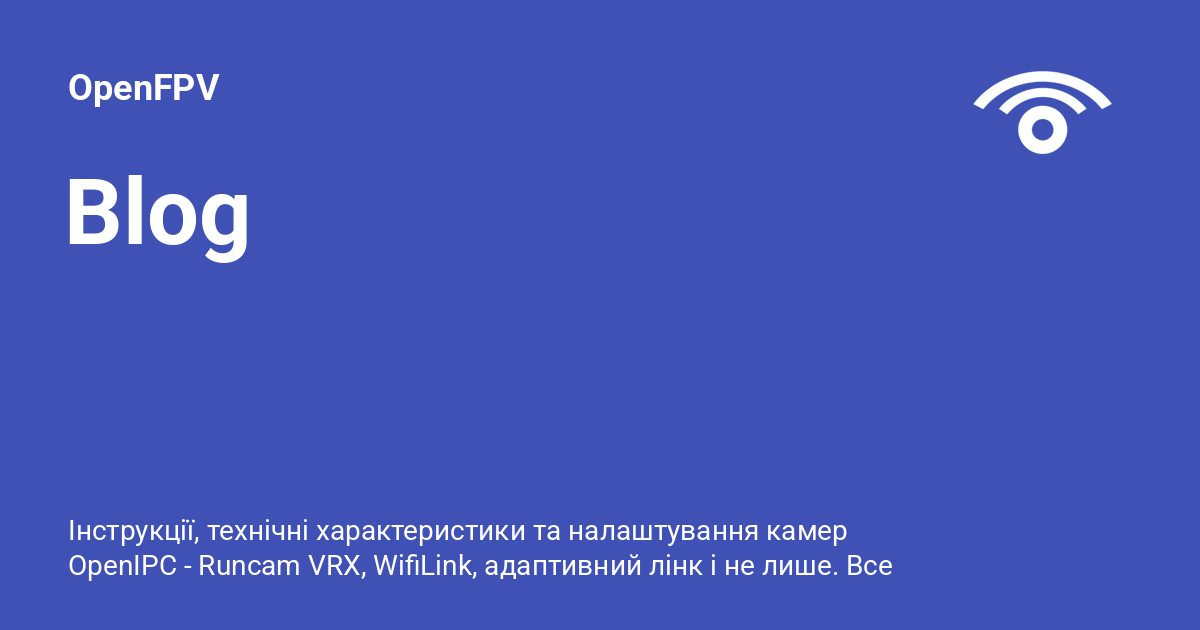 OpenFPV
Blog
Інструкції, технічні характеристики та налаштування камер
OpenIPC - Runcam VRX, WifiLink, адаптивний лінк і не лише. Все